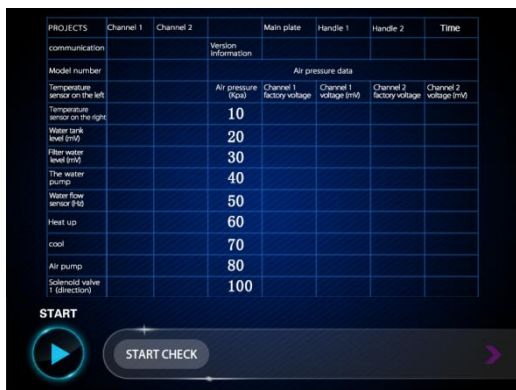 PROJECTS Channel 1 Channel 2 Main plate Handle 1 Handle 2 Time
communication Version
Information
Model number Air pressure data
Temperature
sensor on the left Air pressure
(Kpa) Channel 1
factory voltage Channel 1
voltage (mV) Channel 2
factory voltage Channel 2
voltage (mV)
Temperature
sensor on the right 10
Water tank
level (mV) 20
Filter water
level (mV) 30
The water
pump 40
Water flow
sensor (Hz) 50
Heat up 60
cool 70
Air pump 80
Solenoid valve
1 (direction) 100
START
START CHECK